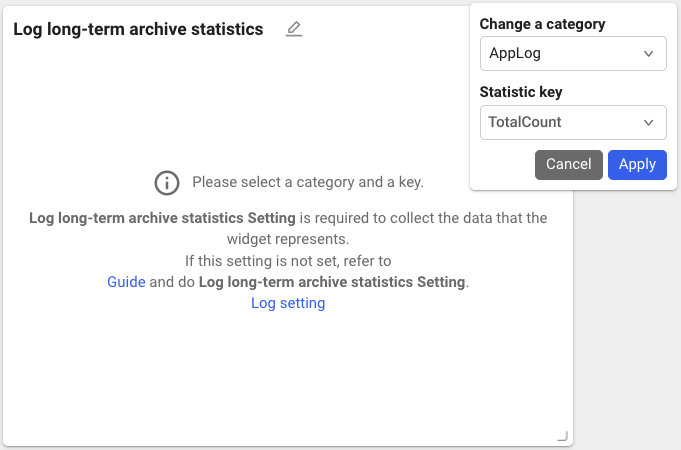 Log long-term archive statistics
Change a category
AppLog
Statistic key
TotalCount
Cancel Apply
Please select a category and a key.
Log long-term archive statistics Setting is required to collect the data that the
widget represents.
If this setting is not set, refer to
Guide and do Log long-term archive statistics Setting.
Log setting